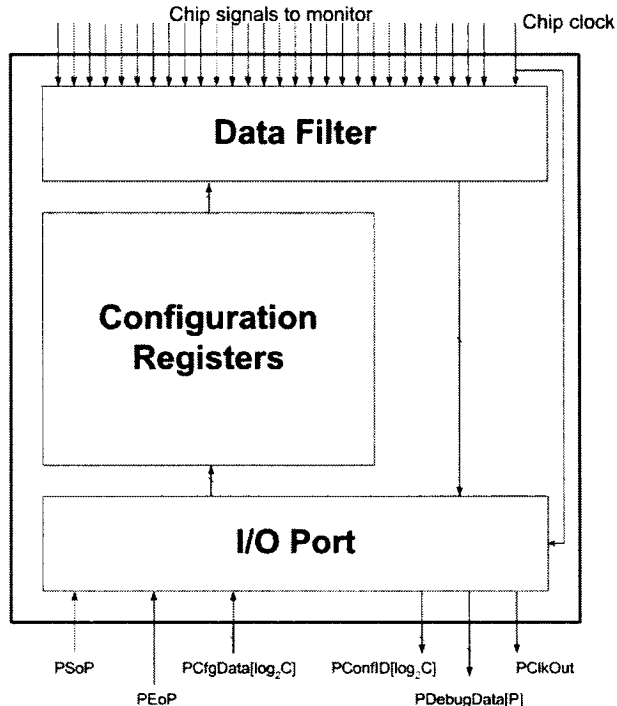 Chip signals to monitor
Chip clock
Data Filter
Configuration
Registers
I/O Port
PSoP
PCfgData[log₂C]
PConfID[log₂C]
PClkOut
PEoP
PDebugData[P]